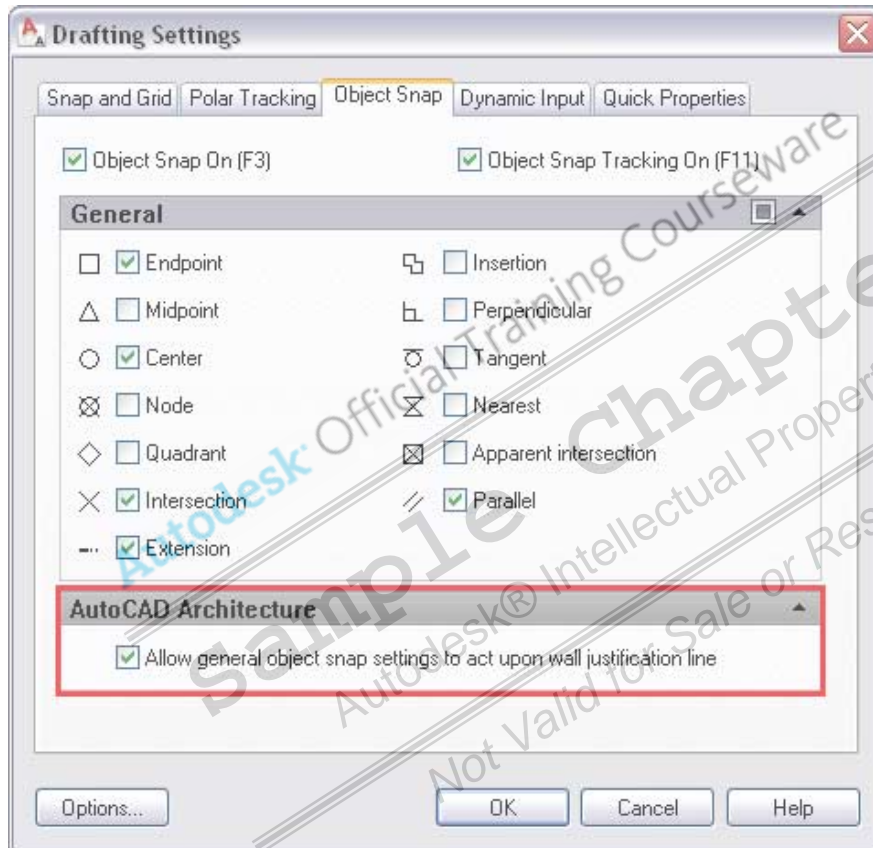 Drafting Settings
Snap and Grid Polar Tracking Object Snap Dynamic Input Quick Properties
Object Snap On (F3) Object Snap Tracking On (F11)
General
Endpoint Insertion
Midpoint Perpendicular
Center Tangent
Node Nearest
Quadrant Apparent intersection
Intersection Parallel
Extension
AutoCAD Architecture
Allow general object snap settings to act upon wall justification line
Options... OK Cancel Help
Autodesk® Official Training Courseware
Sample Chapte
Autodesk® Intellectual Proper
Not Valid for Sale or Res